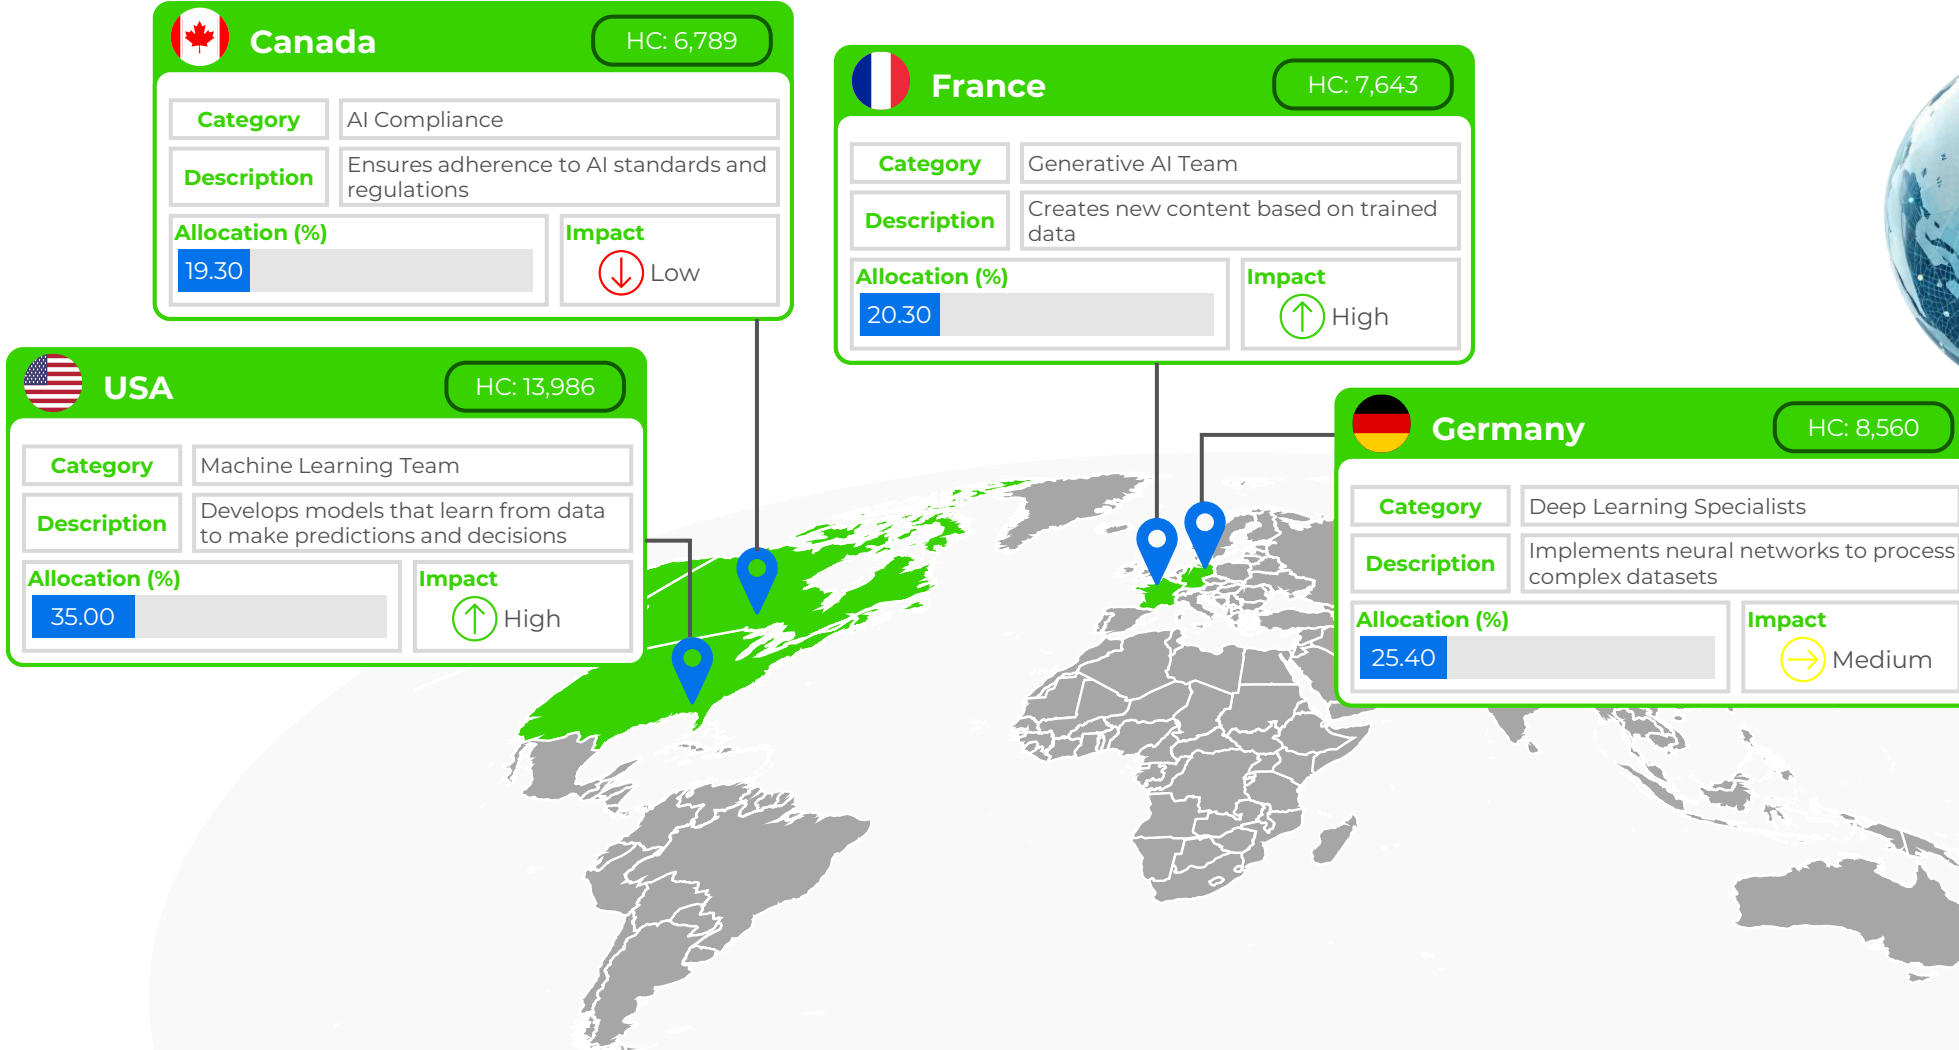 Canada
HC: 6,789
Category
AI Compliance
Description
Ensures adherence to AI standards and
regulations
Allocation (%)
19.30
Impact
Low
France
HC: 7,643
Category
Generative AI Team
Description
Creates new content based on trained
data
Allocation (%)
20.30
Impact
High
USA
HC: 13,986
Category
Machine Learning Team
Description
Develops models that learn from data
to make predictions and decisions
Allocation (%)
35.00
Impact
High
Germany
HC: 8,560
Category
Deep Learning Specialists
Description
Implements neural networks to process
complex datasets
Allocation (%)
25.40
Impact
Medium